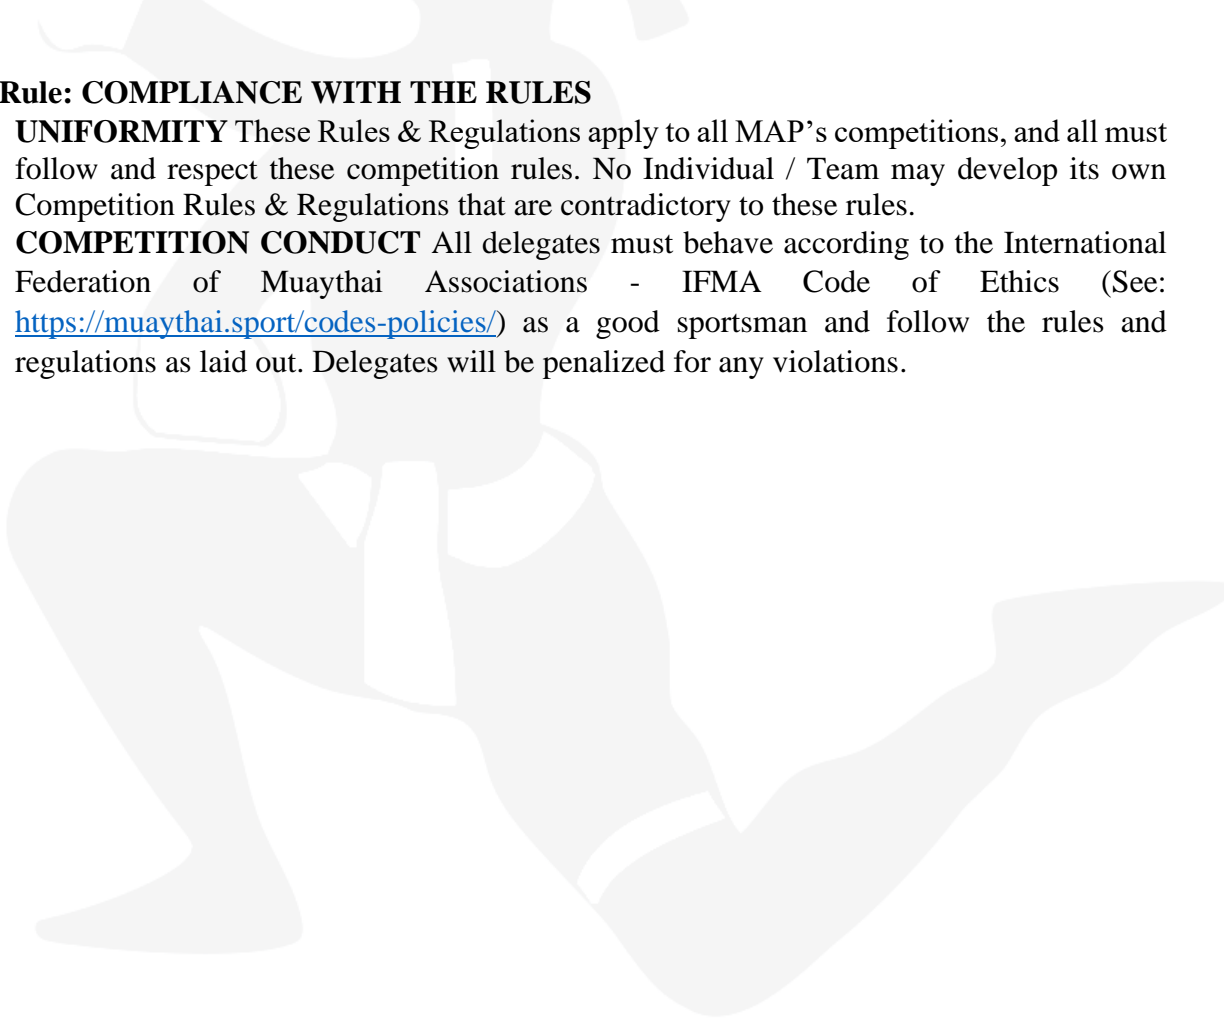 Rule: COMPLIANCE WITH THE RULES
UNIFORMITY These Rules & Regulations apply to all MAP’s competitions, and all must
follow and respect these competition rules. No Individual / Team may develop its own
Competition Rules & Regulations that are contradictory to these rules.
COMPETITION CONDUCT All delegates must behave according to the International
Federation of Muaythai Associations - IFMA Code of Ethics (See:
https://muaythai.sport/codes-policies/) as a good sportsman and follow the rules and
regulations as laid out. Delegates will be penalized for any violations.